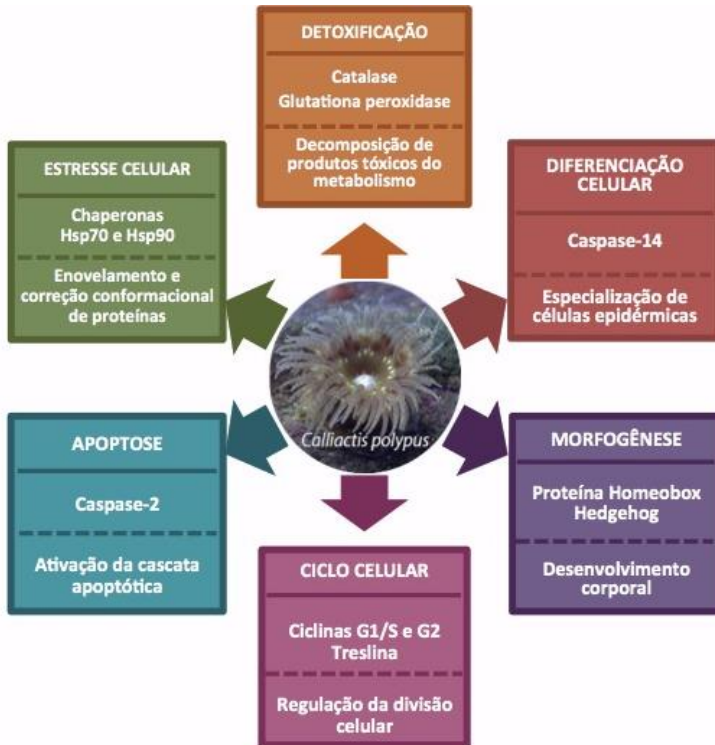 DETOXIFICAÇÃO
Catalase
Glutationa peroxidase
Decomposição de
produtos tóxicos do
metabolismo
ESTRESSE CELULAR
Chaperonas
Hsp70 e Hsp90
Enovelamento e
correção conformacional
de proteínas
DIFERENCIAÇÃO
CELULAR
Caspase-14
Especialização de
células epidérmicas
Calliactis polypus
APOPTOSE
Caspase-2
Ativação da cascata
apoptótica
MORFOGÊNESE
Proteína Homeobox
Hedgehog
Desenvolvimento
corporal
CICLO CELULAR
Ciclinas G1/S e G2
Treslina
Regulação da divisão
celular